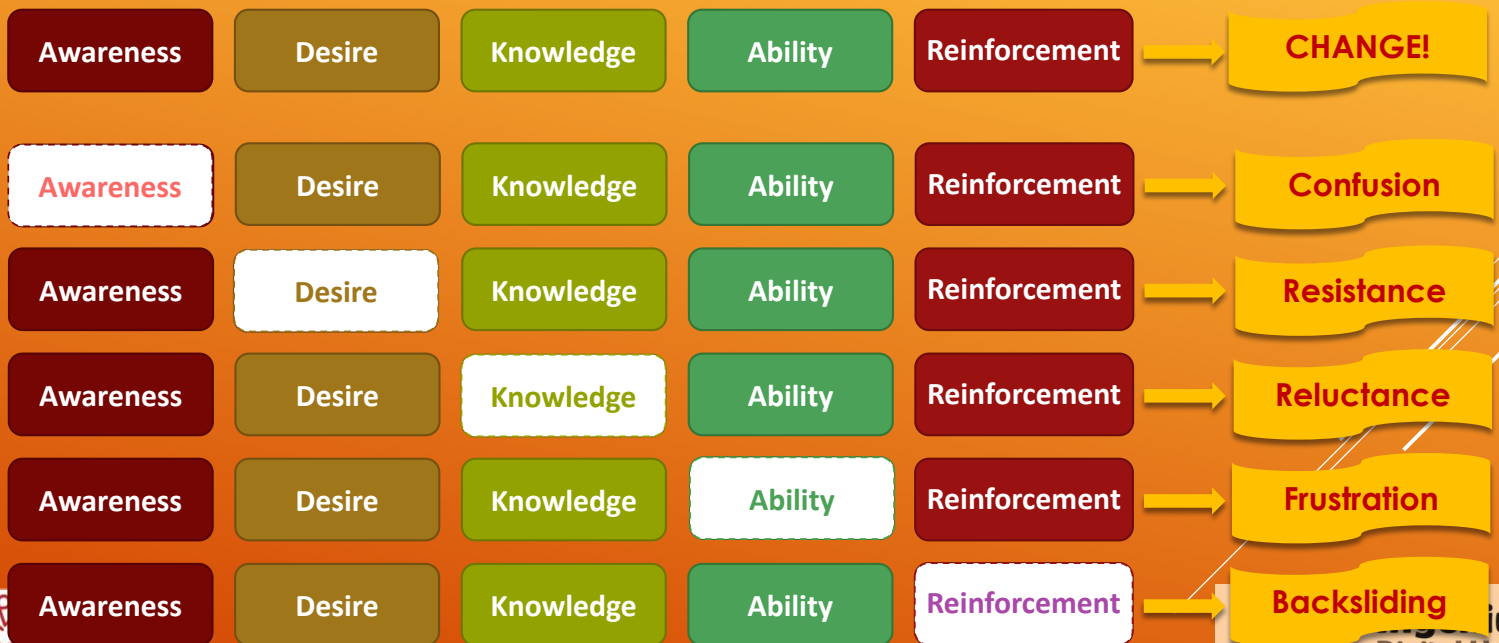 Awareness Desire Knowledge Ability Reinforcement CHANGE!
Awareness Desire Knowledge Ability Reinforcement Confusion
Awareness Desire Knowledge Ability Reinforcement Resistance
Awareness Desire Knowledge Ability Reinforcement Reluctance
Awareness Desire Knowledge Ability Reinforcement Frustration
Awareness Desire Knowledge Ability Reinforcement Backsliding